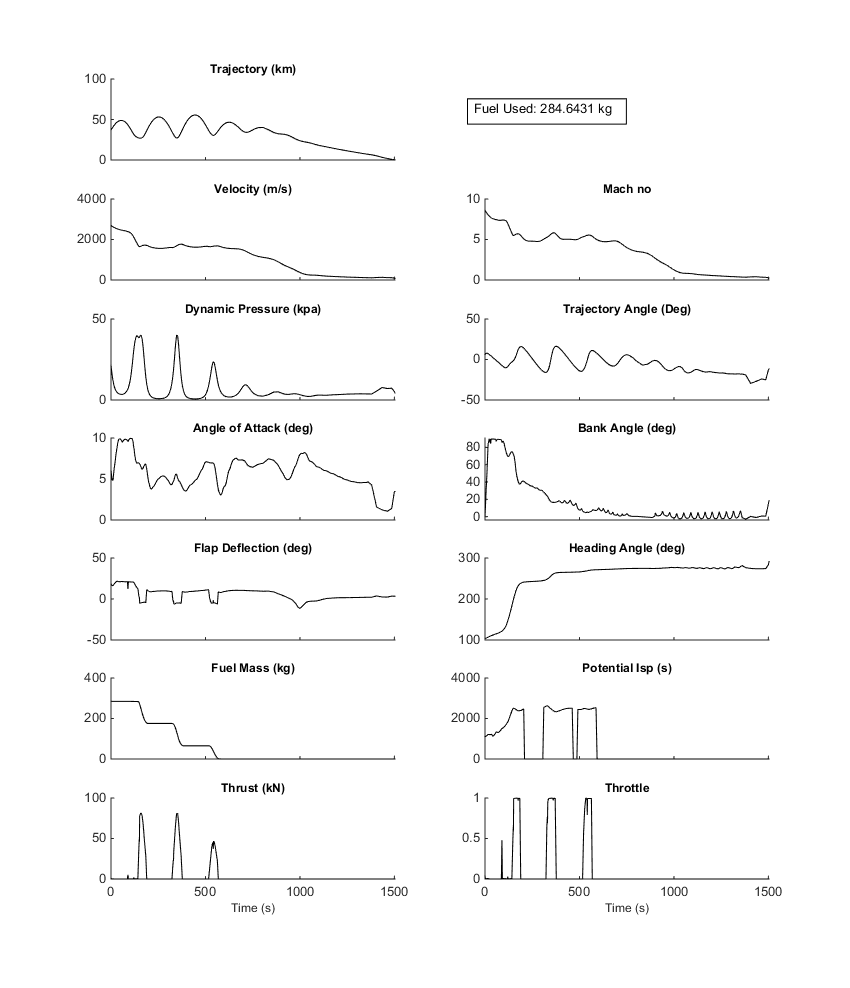 Trajectory (km)
100
50
0
Fuel Used: 284.6431 kg
Velocity (m/s)
4000
2000
0
Mach no
10
5
0
Dynamic Pressure (kpa)
50
0
Trajectory Angle (Deg)
50
0
-50
Angle of Attack (deg)
10
5
0
Bank Angle (deg)
80
60
40
20
0
Flap Deflection (deg)
50
0
-50
Heading Angle (deg)
300
200
100
Fuel Mass (kg)
400
200
0
Potential Isp (s)
4000
2000
0
Thrust (kN)
100
50
0
0 500 1000 1500
Time (s)
Throttle
1
0.5
0
0 500 1000 1500
Time (s)